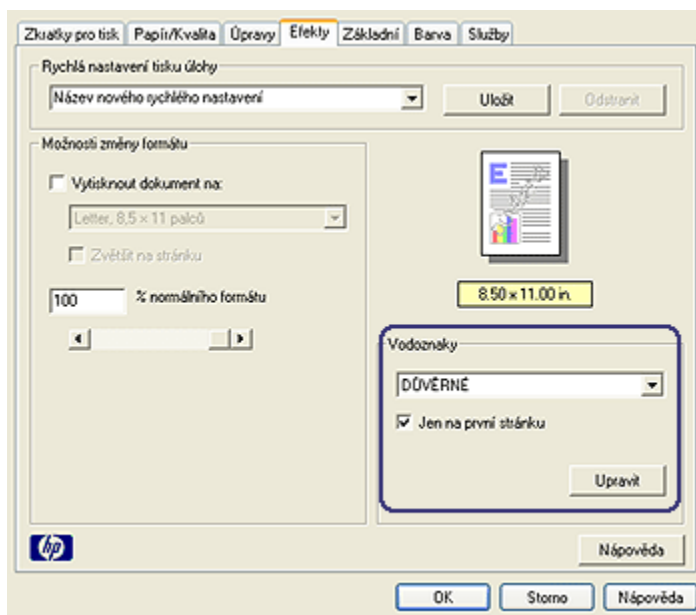 Zkratky pro tisk Papír/Kvalita Úpravy Efekty Základní Barva Služby
Rychlá nastavení tisku úlohy
Název nového rychlého nastavení Uložit Odstranit
Možnosti změny formátu
Vytisknout dokument na:
Letter, 8,5 × 11 palců
Zvětšit na stránku
100 % normálního formátu
E
8.50 × 11.00 in.
Vodoznaky
DŮVĚRNÉ
Jen na první stránku
Upravit
hp Nápověda
OK Storno Nápověda